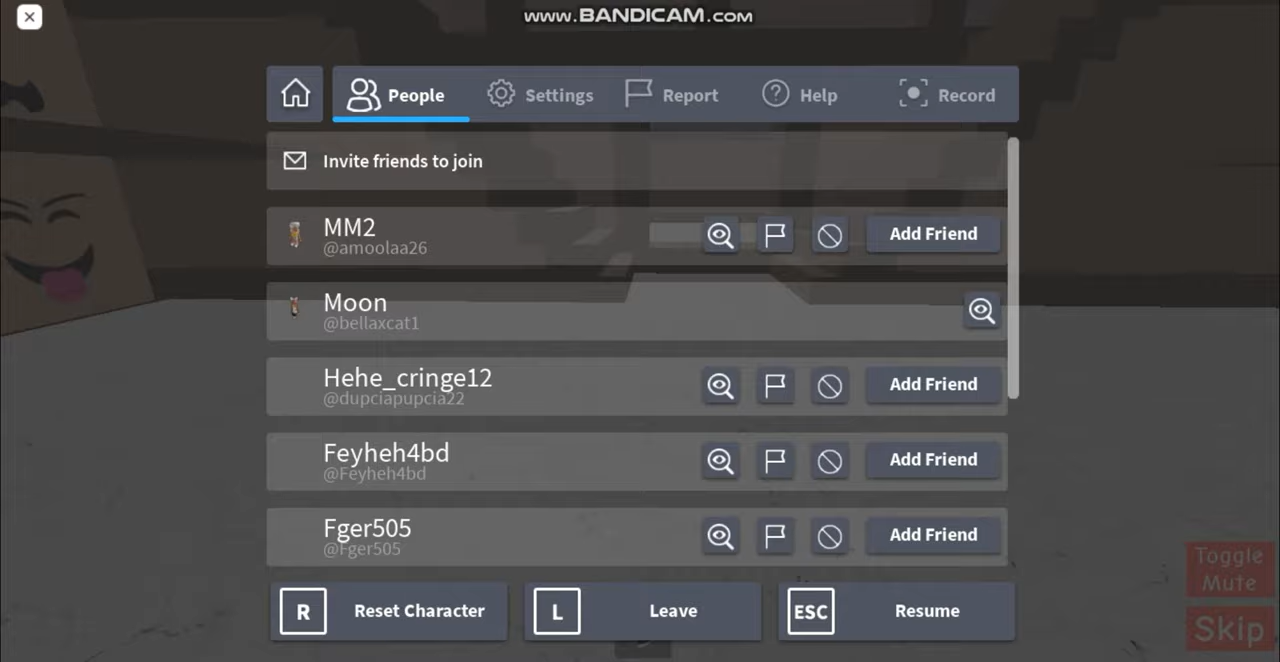 www.BANDICAM.com
People
Settings
Report
Help
Record
Invite friends to join
MM2
@amoolaa26
Add Friend
Moon
@bellaxcat1
Hehe_cringe12
@dupciapupcia22
Add Friend
Feyheh4bd
@Feyheh4bd
Add Friend
Fger505
@Fger505
Add Friend
Toggle
Mute
R Reset Character
L Leave
ESC Resume
Skip